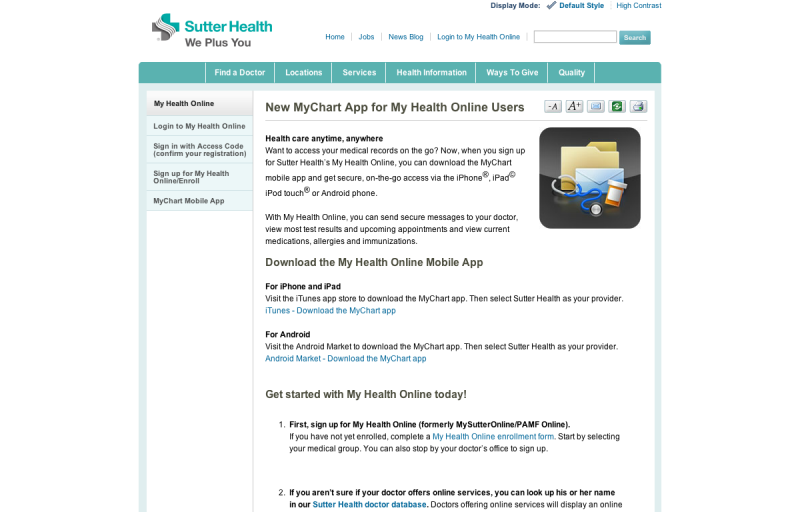 Display Mode: Default Style High Contrast
Sutter Health
We Plus You
Home Jobs News Blog Login to My Health Online Search
Find a Doctor Locations Services Health Information Ways To Give Quality
My Health Online
Login to My Health Online
Sign in with Access Code
(confirm your registration)
Sign up for My Health
Online/Enroll
MyChart Mobile App
New MyChart App for My Health Online Users
-A A+
Health care anytime, anywhere
Want to access your medical records on the go? Now, when you sign up
for Sutter Health's My Health Online, you can download the MyChart
mobile app and get secure, on-the-go access via the iPhone®, iPad©
iPod touch® or Android phone.
With My Health Online, you can send secure messages to your doctor,
view most test results and upcoming appointments and view current
medications, allergies and immunizations.
Download the My Health Online Mobile App
For iPhone and iPad
Visit the iTunes app store to download the MyChart app. Then select Sutter Health as your provider.
iTunes - Download the MyChart app
For Android
Visit the Android Market to download the MyChart app. Then select Sutter Health as your provider.
Android Market - Download the MyChart app
Get started with My Health Online today!
1. First, sign up for My Health Online (formerly MySutterOnline/PAMF Online).
If you have not yet enrolled, complete a My Health Online enrollment form. Start by selecting
your medical group. You can also stop by your doctor's office to sign up.
2. If you aren't sure if your doctor offers online services, you can look up his or her name
in our Sutter Health doctor database. Doctors offering online services will display an online